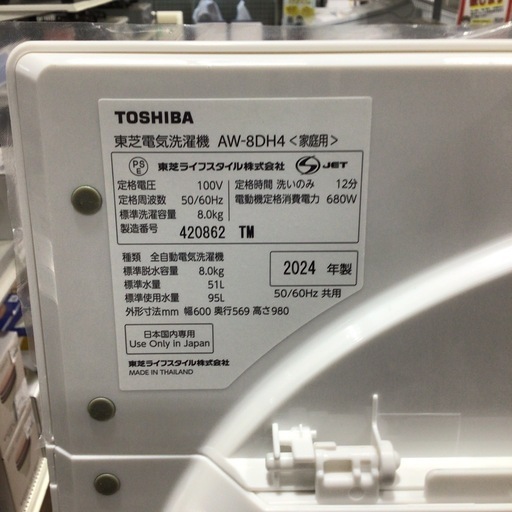 TOSHIBA
東芝電気洗濯機 AW-8DH4 <家庭用>
PS E 東芝ライフスタイル株式会社 S JET
定格電圧 100V 定格時間 洗いのみ 12分
定格周波数 50/60Hz 電動機定格消費電力 680W
標準洗濯容量 8.0kg
製造番号 420862 TM
種類 全自動電気洗濯機
標準脱水容量 8.0kg 2024 年製
標準水量 51L
標準使用水量 95L 50/60Hz 共用
外形寸法mm 幅600 奥行569 高さ980
日本国内専用
Use Only in Japan
東芝ライフスタイル株式会社
MADE IN THAILAND